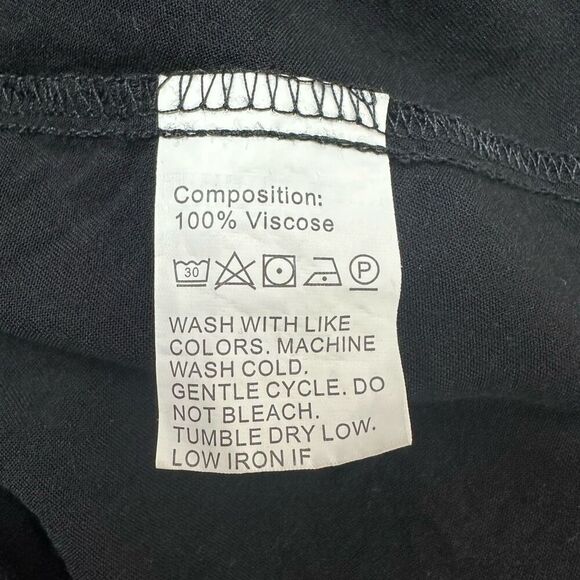 Composition:
100% Viscose
30 P
WASH WITH LIKE
COLORS. MACHINE
WASH COLD.
GENTLE CYCLE. DO
NOT BLEACH.
TUMBLE DRY LOW.
LOW IRON IF